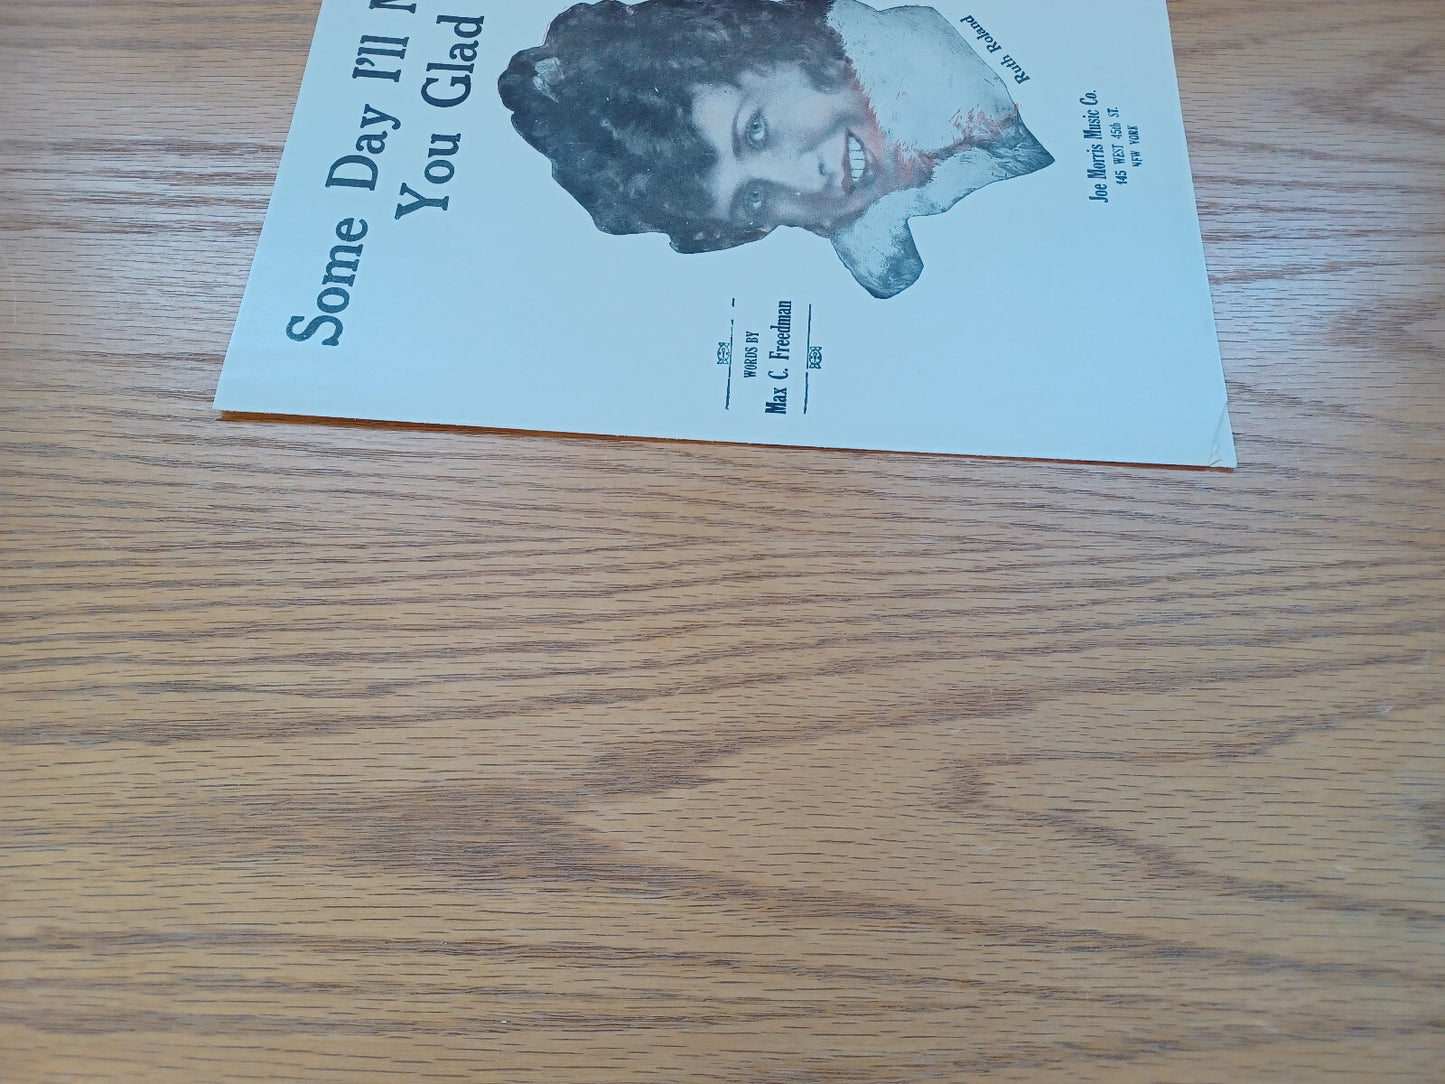 Some Day I'll
You Glad
Ruth Roland
WORDS BY
Max C. Freedman
Joe Morris Music Co.
145 WEST 45th ST.
NEW YORK